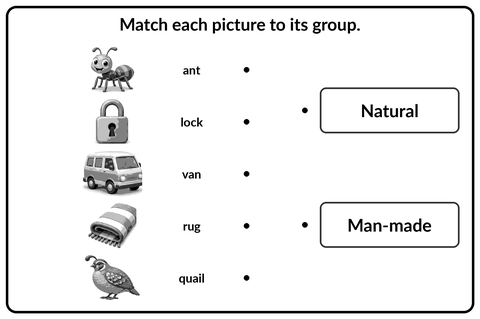 Match each picture to its group.
ant
lock
van
rug
quail
Natural
Man-made